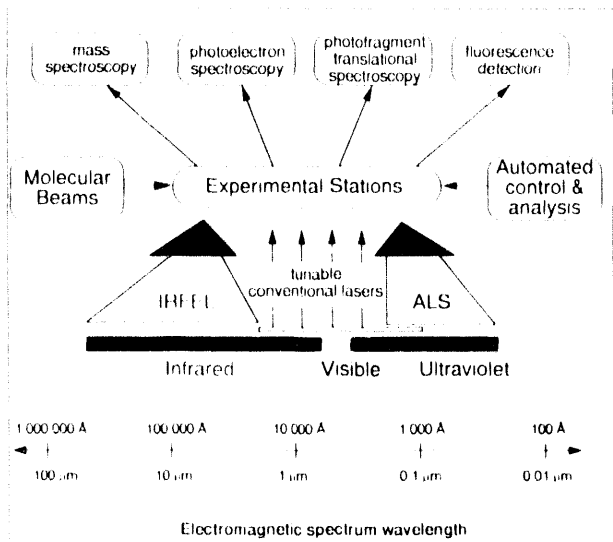 mass
spectroscopy
photoelectron
spectroscopy
photofragment
translational
spectroscopy
fluorescence
detection
Molecular
Beams
Experimental Stations
Automated
control &
analysis
tunable
conventional lasers
IRFEL
ALS
Infrared
Visible
Ultraviolet
1 000 000 Å
100 000 Å
10 000 Å
1 000 Å
100 Å
100 µm
10 µm
1 µm
0 1 µm
0 01 µm
Electromagnetic spectrum wavelength